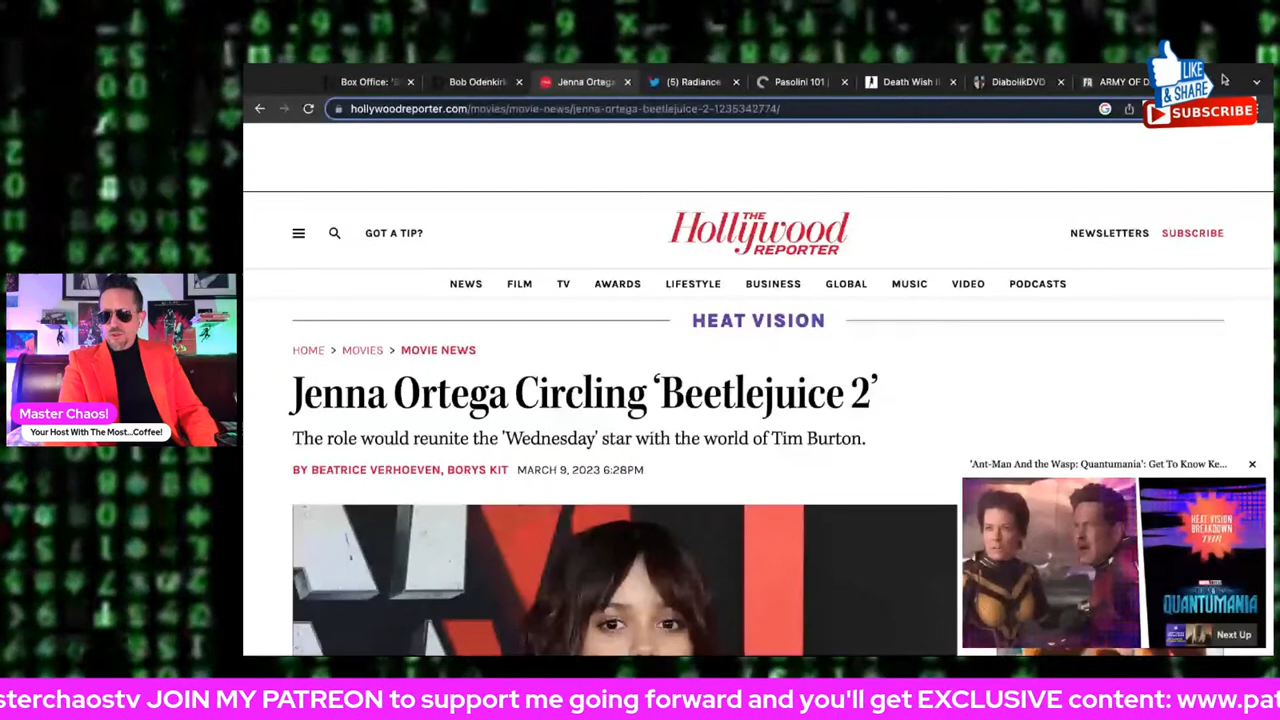 Box Office: '
Bob Odenkirk
Jenna Ortega
(5) Radiance
Pasolini 101
Death Wish I
DiabolikDVD
ARMY OF D
LIKE
& SHARE
SUBSCRIBE
hollywoodreporter.com/movies/movie-news/jenna-ortega-beetlejuice-2-1235342774/
GOT A TIP?
THE
Hollywood
REPORTER
NEWSLETTERS SUBSCRIBE
NEWS FILM TV AWARDS LIFESTYLE BUSINESS GLOBAL MUSIC VIDEO PODCASTS
HEAT VISION
HOME > MOVIES > MOVIE NEWS
Jenna Ortega Circling ‘Beetlejuice 2’
The role would reunite the 'Wednesday' star with the world of Tim Burton.
BY BEATRICE VERHOEVEN, BORYS KIT MARCH 9, 2023 6:28PM
'Ant-Man And the Wasp: Quantumania': Get To Know Ke...
HEAT VISION
BREAKDOWN
THR
QUANTUMANIA
Next Up
Master Chaos!
Your Host With The Most...Coffee!
sterchaostv JOIN MY PATREON to support me going forward and you'll get EXCLUSIVE content: www.pa